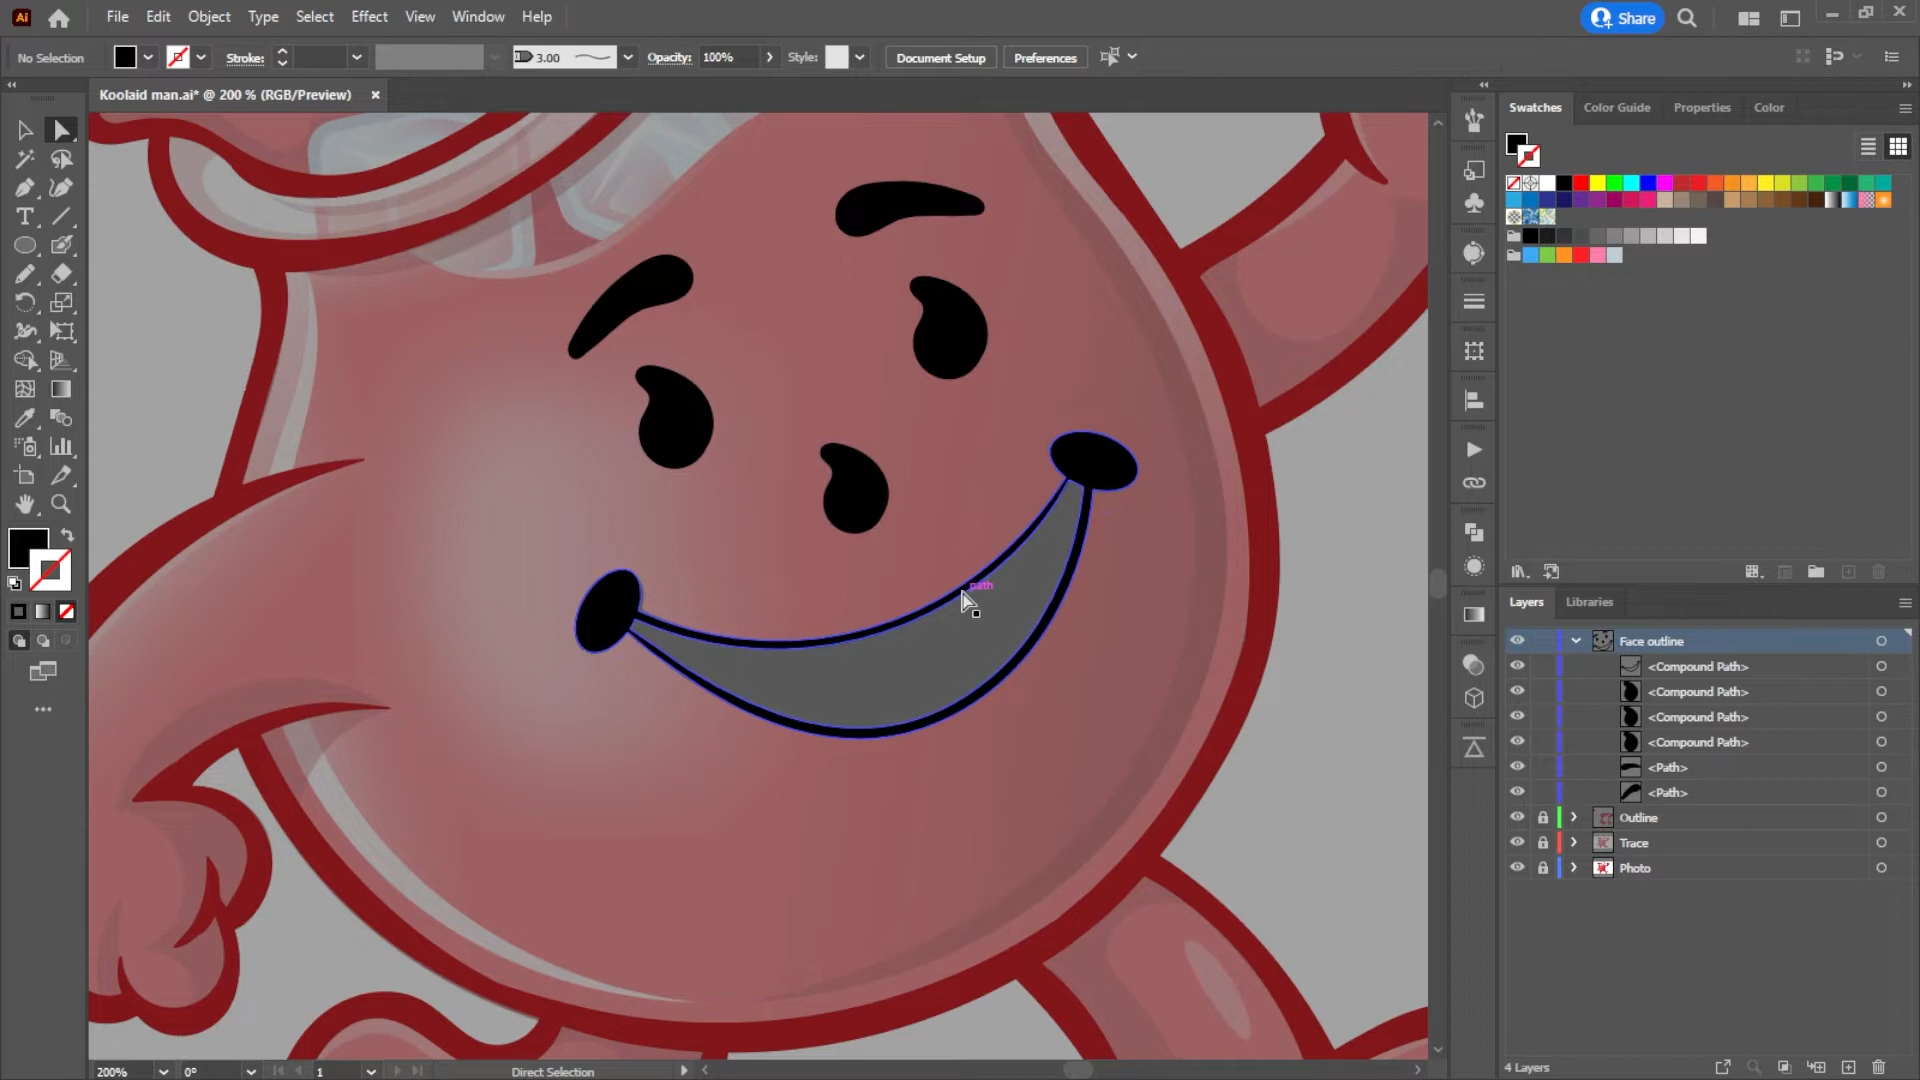 Ai File Edit Object Type Select Effect View Window Help Share
No Selection Stroke: 3.00 Opacity: 100% Style: Document Setup Preferences
Koolaid man.ai* @ 200 % (RGB/Preview) ×
Swatches Color Guide Properties Color
path
Layers Libraries
Face outline
<Compound Path>
<Compound Path>
<Compound Path>
<Compound Path>
<Path>
<Path>
Outline
Trace
Photo
200% 0° 1 Direct Selection
4 Layers